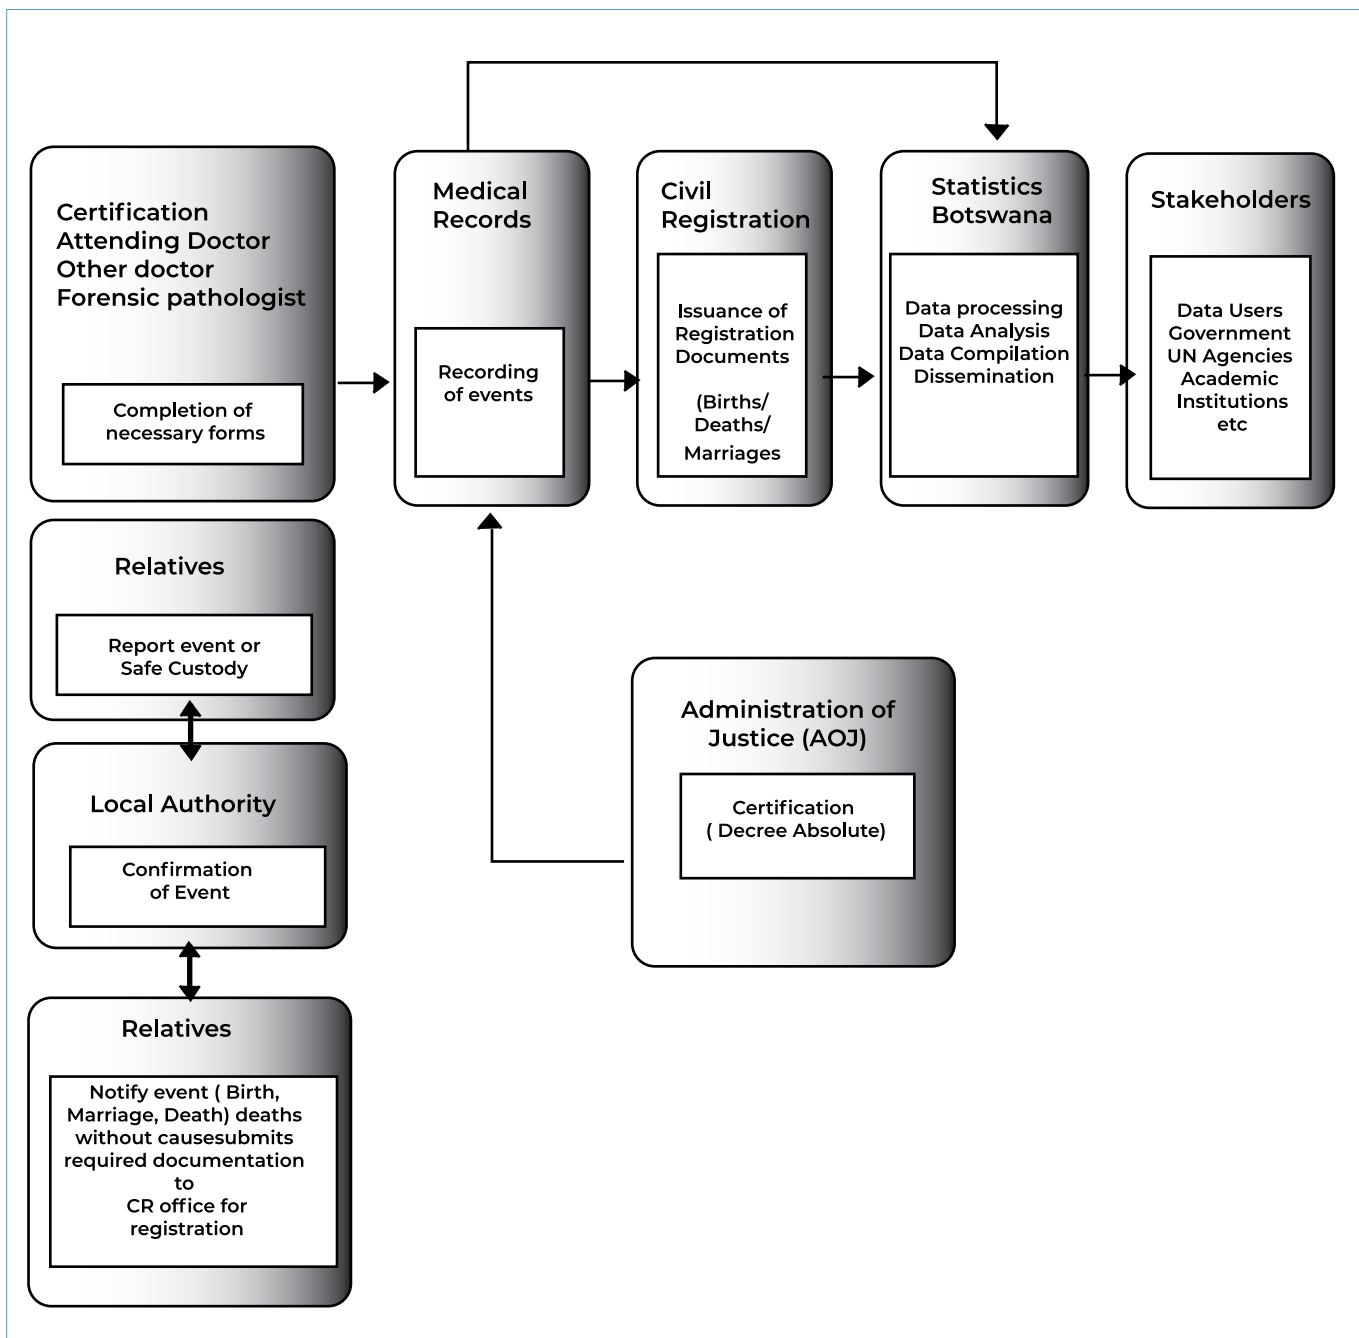 Certification
Attending Doctor
Other doctor
Forensic pathologist
Completion of
necessary forms
Medical
Records
Recording
of events
Civil
Registration
Issuance of
Registration
Documents
(Births/
Deaths/
Marriages
Statistics
Botswana
Data processing
Data Analysis
Data Compilation
Dissemination
Stakeholders
Data Users
Government
UN Agencies
Academic
Institutions
etc
Relatives
Report event or
Safe Custody
Local Authority
Confirmation
of Event
Relatives
Notify event ( Birth,
Marriage, Death) deaths
without causesubmits
required documentation
to
CR office for
registration
Administration of
Justice (AOJ)
Certification
( Decree Absolute)